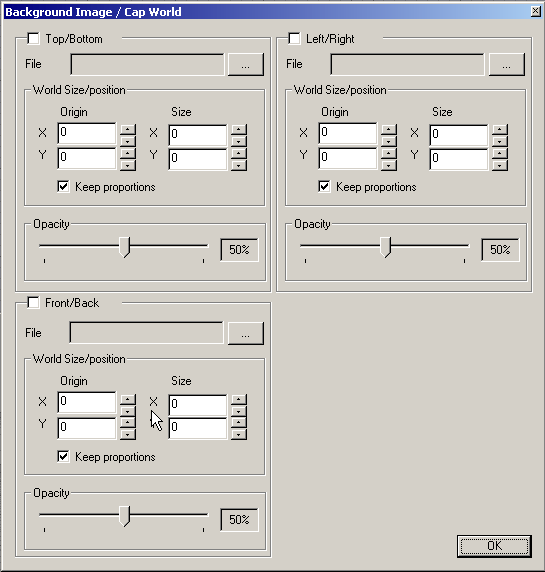 Background Image / Cap World
Top/Bottom
File
...
World Size/position
Origin Size
X 0 X 0
Y 0 Y 0
Keep proportions
Opacity
50%
Left/Right
File
...
World Size/position
Origin Size
X 0 X 0
Y 0 Y 0
Keep proportions
Opacity
50%
Front/Back
File
...
World Size/position
Origin Size
X 0 X 0
Y 0 0
Keep proportions
Opacity
50%
OK